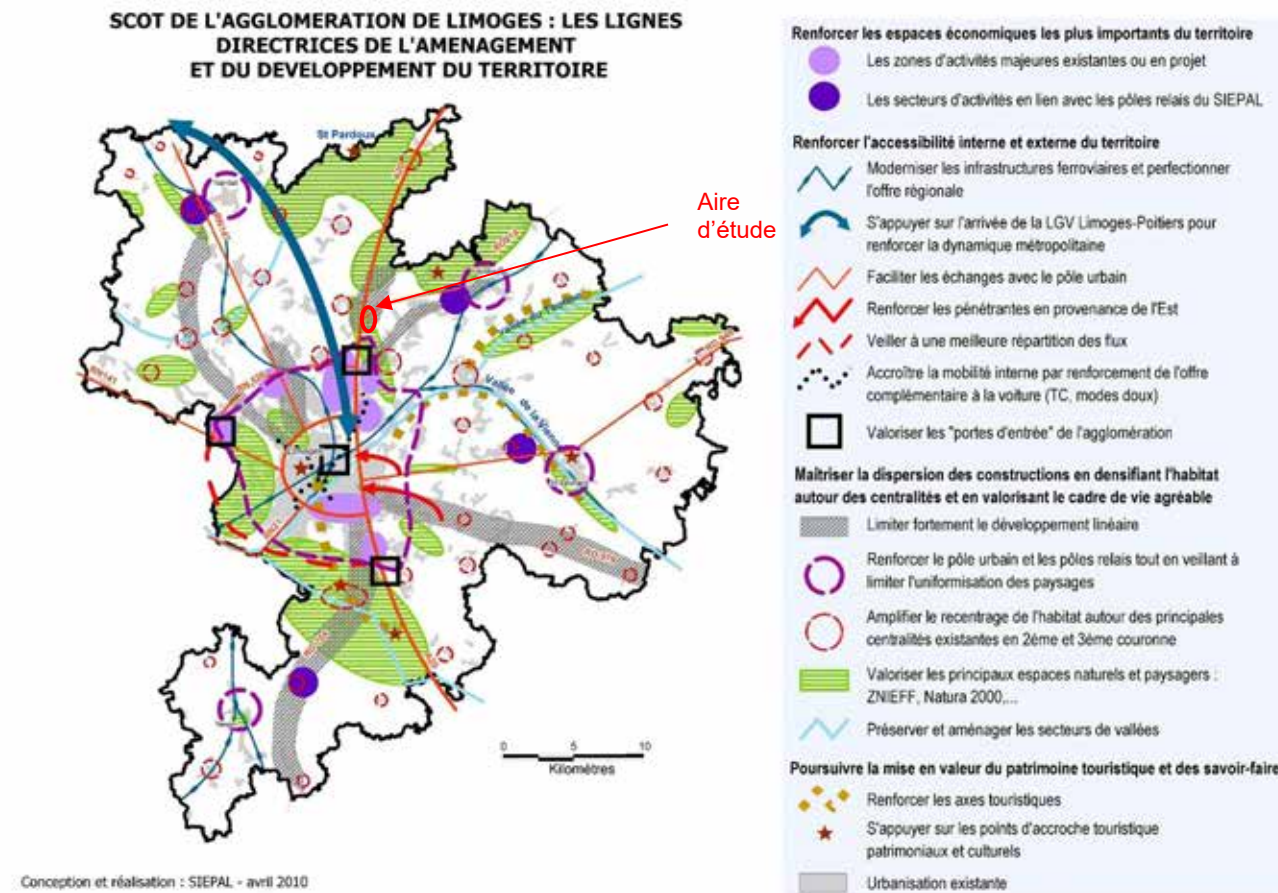 SCOT DE L'AGGLOMERATION DE LIMOGES : LES LIGNES
DIRECTRICES DE L'AMENAGEMENT
ET DU DEVELOPPEMENT DU TERRITOIRE
St Pardoux
Aire
d'étude
Vallée de la Vienne
0 5 10
Kilomètres
Conception et réalisation : SIEPAL - avril 2010
Renforcer les espaces économiques les plus importants du territoire
Les zones d'activités majeures existantes ou en projet
Les secteurs d'activités en lien avec les pôles relais du SIEPAL
Renforcer l'accessibilité interne et externe du territoire
Moderniser les infrastructures ferroviaires et perfectionner
l'offre régionale
S'appuyer sur l'arrivée de la LGV Limoges-Poitiers pour
renforcer la dynamique métropolitaine
Faciliter les échanges avec le pôle urbain
Renforcer les pénétrantes en provenance de l'Est
Veiller à une meilleure répartition des flux
Accroître la mobilité interne par renforcement de l'offre
complémentaire à la voiture (TC, modes doux)
Valoriser les "portes d'entrée" de l'agglomération
Maîtriser la dispersion des constructions en densifiant l'habitat
autour des centralités et en valorisant le cadre de vie agréable
Limiter fortement le développement linéaire
Renforcer le pôle urbain et les pôles relais tout en veillant à
limiter l'uniformisation des paysages
Amplifier le recentrage de l'habitat autour des principales
centralités existantes en 2ème et 3ème couronne
Valoriser les principaux espaces naturels et paysagers :
ZNIEFF, Natura 2000,...
Préserver et aménager les secteurs de vallées
Poursuivre la mise en valeur du patrimoine touristique et des savoir-faire
Renforcer les axes touristiques
S'appuyer sur les points d'accroche touristique
patrimoniaux et culturels
Urbanisation existante